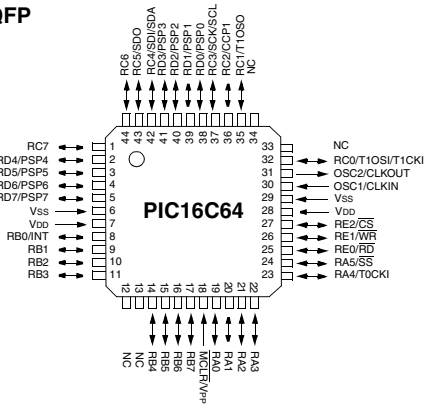 QFP
RC6
RC5/SDO
RC4/SDI/SDA
RD3/PSP3
RD2/PSP2
RD1/PSP1
RD0/PSP0
RC3/SCK/SCL
RC2/CCP1
RC1/T1OSO
NC
44 43 42 41 40 39 38 37 36 35 34
RC7 1
RD4/PSP4 2
RD5/PSP5 3
RD6/PSP6 4
RD7/PSP7 5
VSS 6
VDD 7
RB0/INT 8
RB1 9
RB2 10
RB3 11
PIC16C64
33 NC
32 RC0/T1OSI/T1CKI
31 OSC2/CLKOUT
30 OSC1/CLKIN
29 VSS
28 VDD
27 RE2/CS
26 RE1/WR
25 RE0/RD
24 RA5/SS
23 RA4/T0CKI
12 13 14 15 16 17 18 19 20 21 22
NC
NC
RB4
RB5
RB6
RB7
MCLR/VPP
RA0
RA1
RA2
RA3